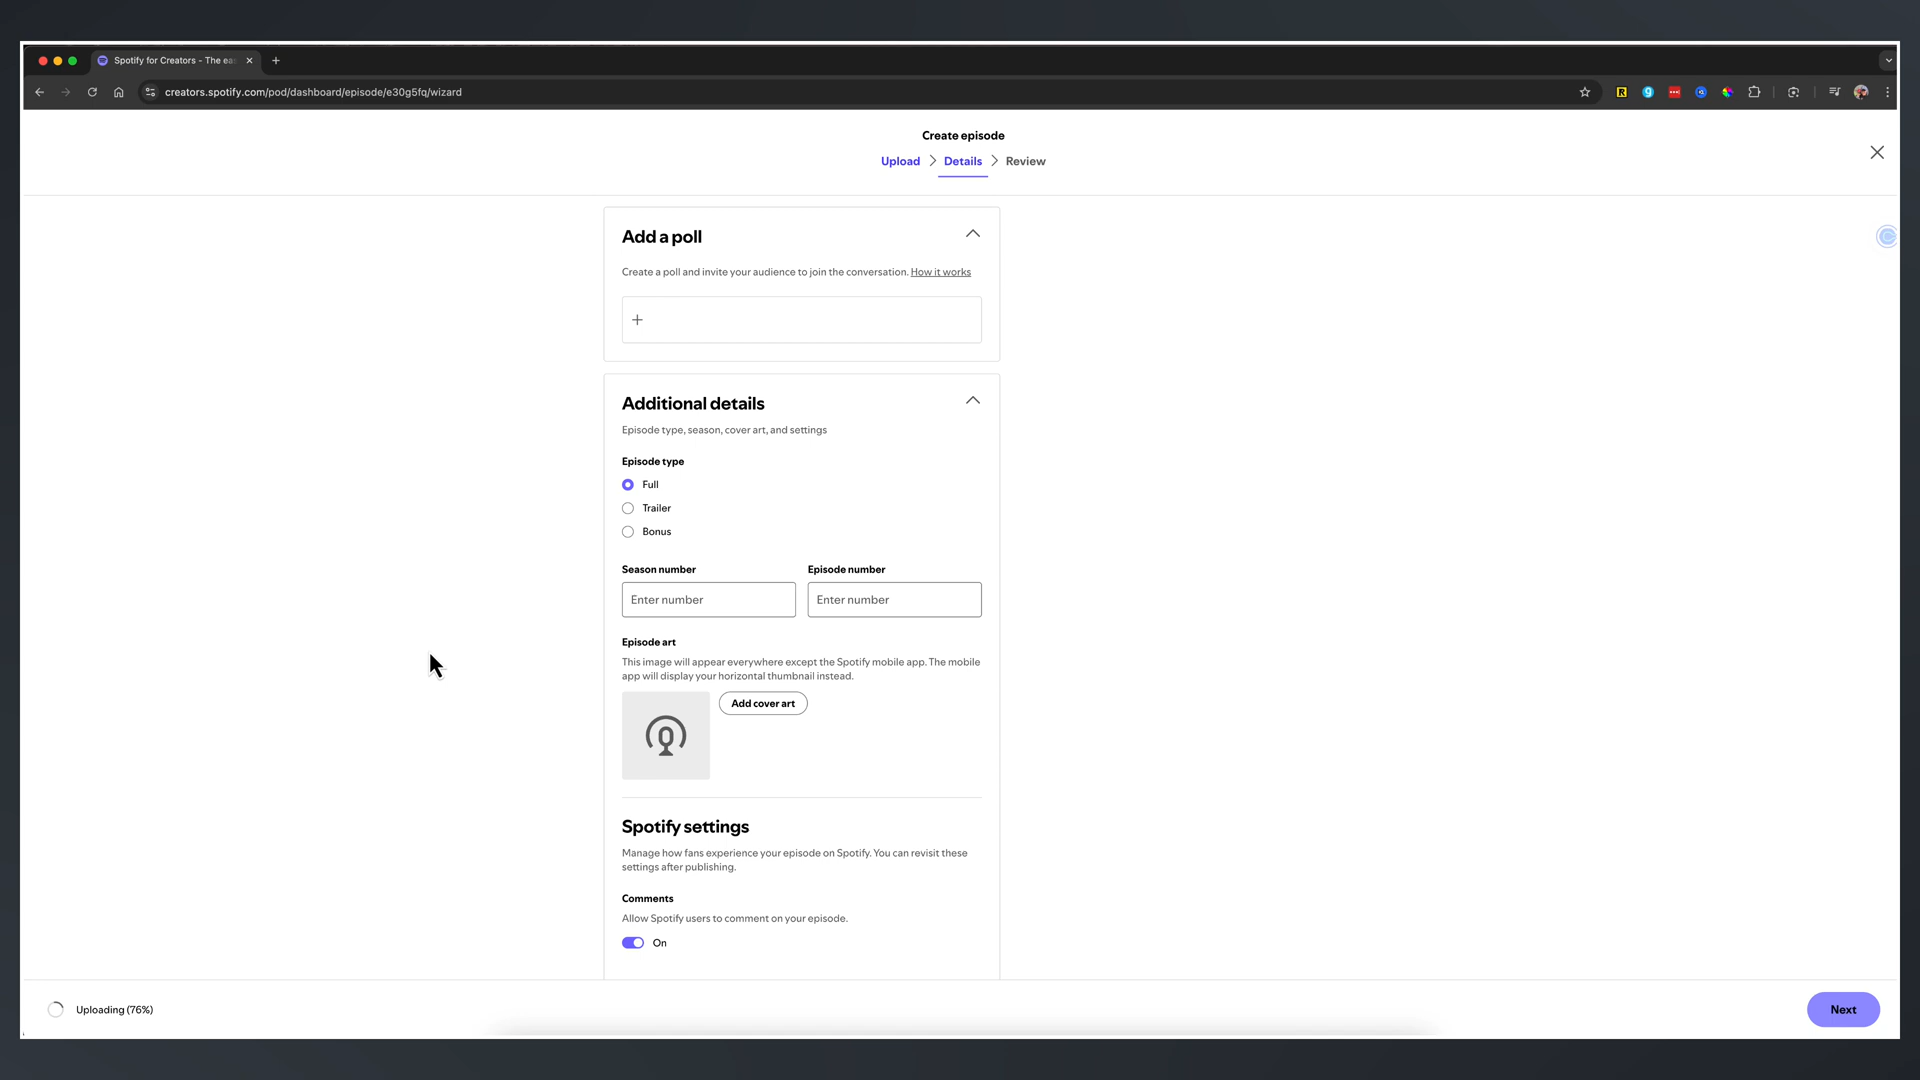 Spotify for Creators - The ea
creators.spotify.com/pod/dashboard/episode/e30g5fq/wizard
Create episode
Upload
Details
Review
Add a poll
Create a poll and invite your audience to join the conversation. How it works
Additional details
Episode type, season, cover art, and settings
Episode type
Full
Trailer
Bonus
Season number
Episode number
Enter number
Enter number
Episode art
This image will appear everywhere except the Spotify mobile app. The mobile
app will display your horizontal thumbnail instead.
Add cover art
Spotify settings
Manage how fans experience your episode on Spotify. You can revisit these
settings after publishing.
Comments
Allow Spotify users to comment on your episode.
On
Uploading (76%)
Next